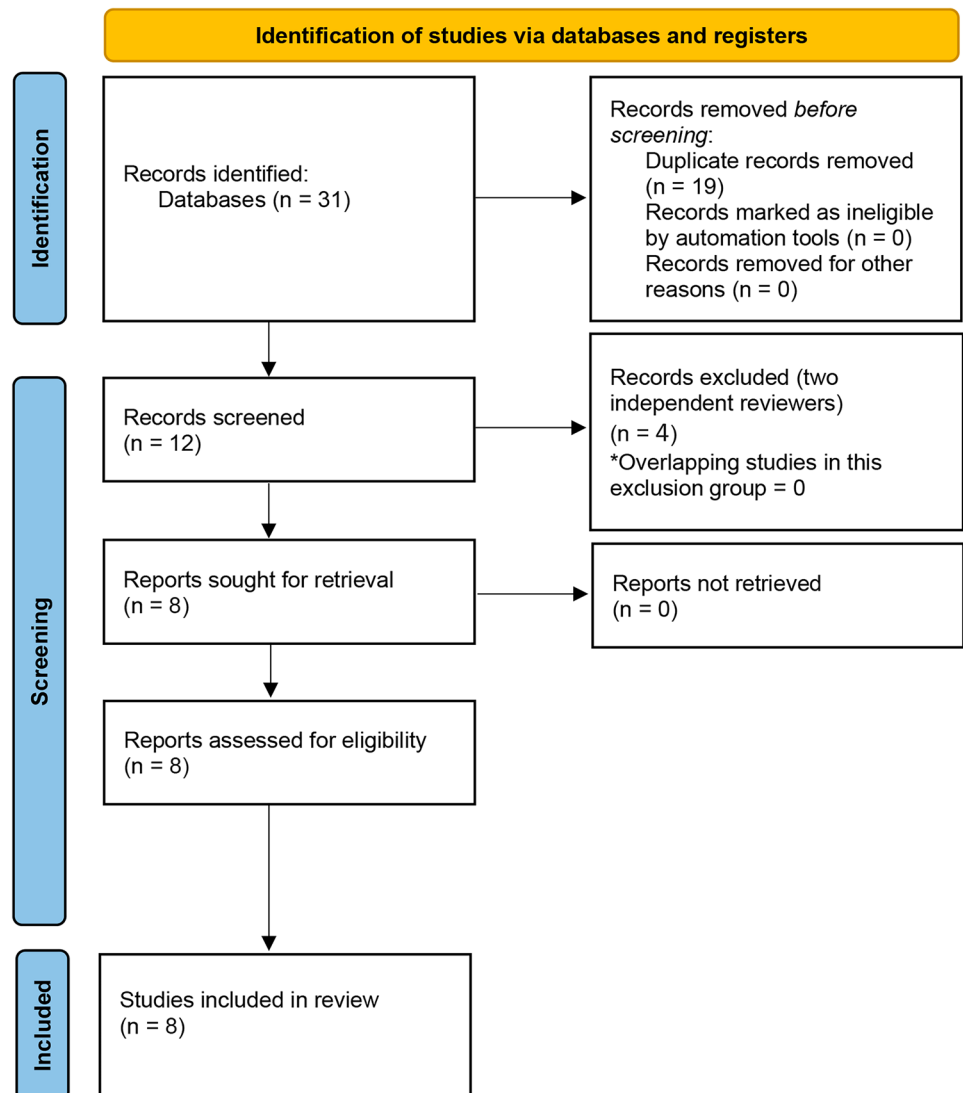 Identification of studies via databases and registers
Identification
Records identified:
Databases (n = 31)
Records removed before
screening:
Duplicate records removed
(n = 19)
Records marked as ineligible
by automation tools (n = 0)
Records removed for other
reasons (n = 0)
Screening
Records screened
(n = 12)
Records excluded (two
independent reviewers)
(n = 4)
*Overlapping studies in this
exclusion group = 0
Reports sought for retrieval
(n = 8)
Reports not retrieved
(n = 0)
Reports assessed for eligibility
(n = 8)
Included
Studies included in review
(n = 8)